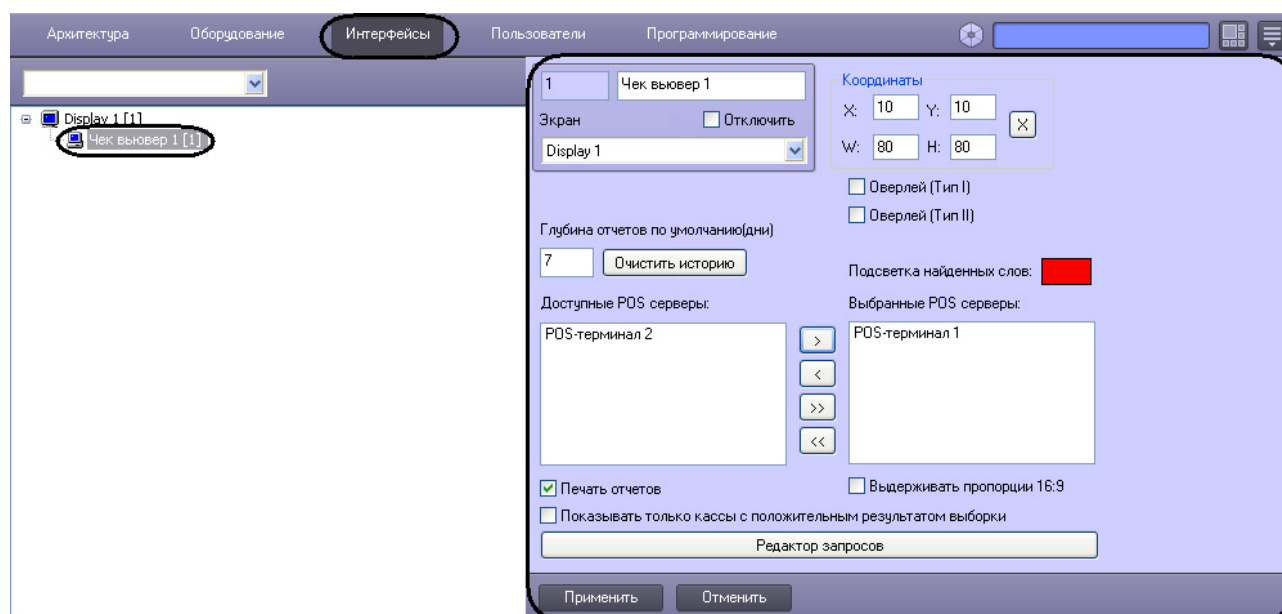 Архитектура Оборудование Интерфейсы Пользователи Программирование
Display 1 [1]
Чек вьювер 1 [1]
1 Чек вьювер 1
Экран Отключить
Display 1
Координаты
X: 10 Y: 10
X
W: 80 H: 80
Оверлей (Тип I)
Оверлей (Тип II)
Глубина отчетов по умолчанию(дни)
7 Очистить историю
Подсветка найденных слов:
Доступные POS серверы: Выбранные POS серверы:
POS-терминал 2 > POS-терминал 1
<
>>
<<
Печать отчетов Выдерживать пропорции 16:9
Показывать только кассы с положительным результатом выборки
Редактор запросов
Применить Отменить